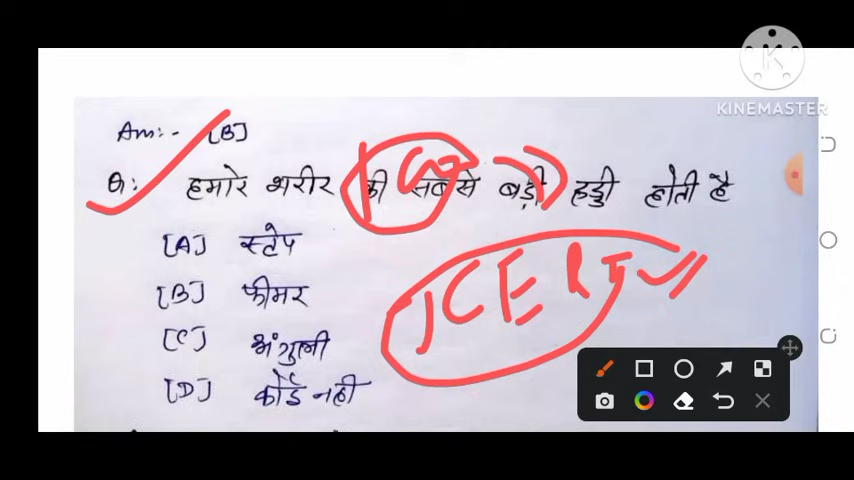 KINEMASTER
Ans:- [B]
Q: हमारे शरीर की सबसे बड़ी हड्डी होती है
[A] स्टेप
[B] फीमर
[C] अंगुली
[D] कोई नही